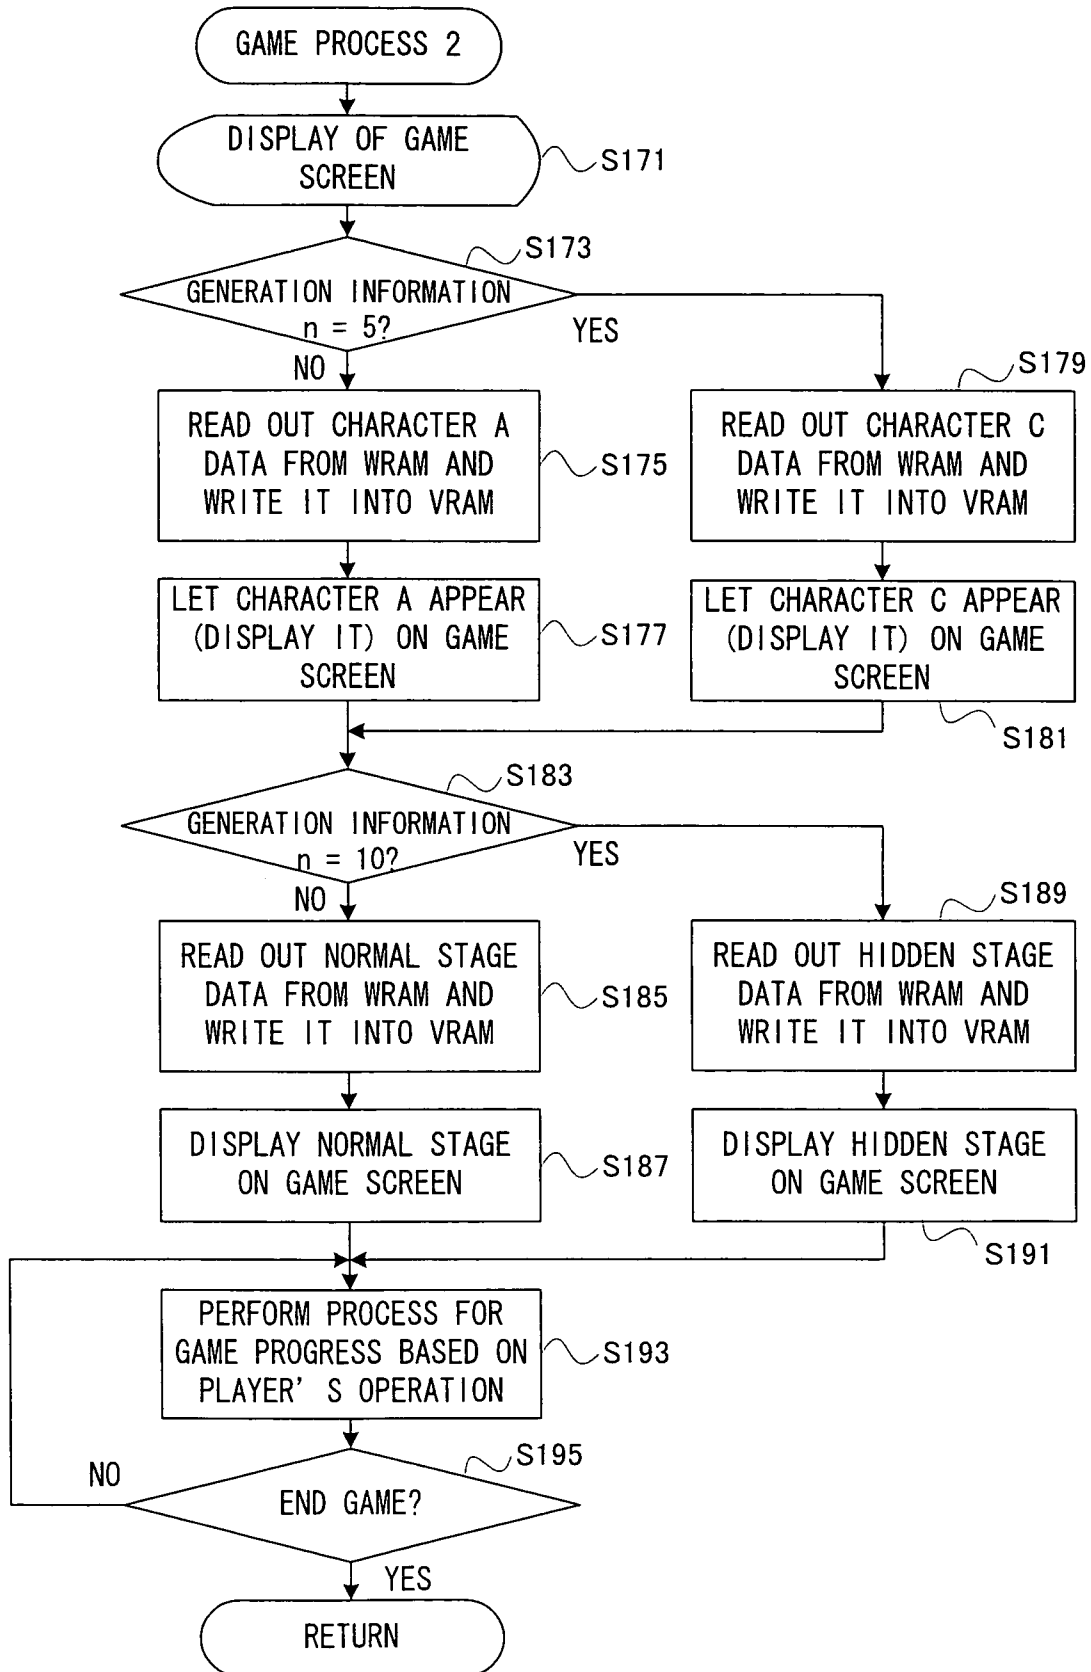 GAME PROCESS 2
DISPLAY OF GAME
SCREEN
S171
S173
GENERATION INFORMATION
n = 5?
YES
NO
S179
READ OUT CHARACTER A
DATA FROM WRAM AND
WRITE IT INTO VRAM
S175
READ OUT CHARACTER C
DATA FROM WRAM AND
WRITE IT INTO VRAM
LET CHARACTER A APPEAR
(DISPLAY IT) ON GAME
SCREEN
S177
LET CHARACTER C APPEAR
(DISPLAY IT) ON GAME
SCREEN
S181
S183
GENERATION INFORMATION
n = 10?
YES
NO
S189
READ OUT NORMAL STAGE
DATA FROM WRAM AND
WRITE IT INTO VRAM
S185
READ OUT HIDDEN STAGE
DATA FROM WRAM AND
WRITE IT INTO VRAM
DISPLAY NORMAL STAGE
ON GAME SCREEN
S187
DISPLAY HIDDEN STAGE
ON GAME SCREEN
S191
PERFORM PROCESS FOR
GAME PROGRESS BASED ON
PLAYER'S OPERATION
S193
S195
NO
END GAME?
YES
RETURN